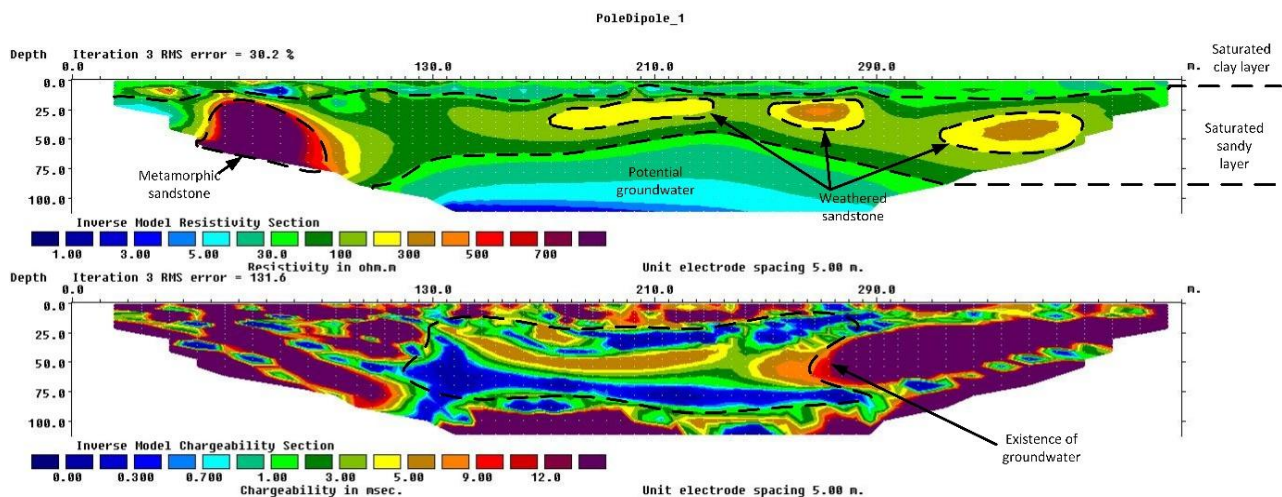 PoleDipole_1
Depth Iteration 3 RMS error = 30.2 %
0.0 130.0 210.0 290.0 m.
Saturated
clay layer
0.0
25.0
50.0
75.0
100.0
Saturated
sandy
layer
Metamorphic
sandstone
Potential
groundwater
Weathered
sandstone
Inverse Model Resistivity Section
1.00 3.00 5.00 30.0 100 300 500 700
Resistivity in ohm.m
Unit electrode spacing 5.00 m.
Depth Iteration 3 RMS error = 131.6
0.0 130.0 210.0 290.0 m.
0.0
25.0
50.0
75.0
100.0
Existence of
groundwater
Inverse Model Chargeability Section
0.00 0.300 0.700 1.00 3.00 5.00 9.00 12.0
Chargeability in msec.
Unit electrode spacing 5.00 m.